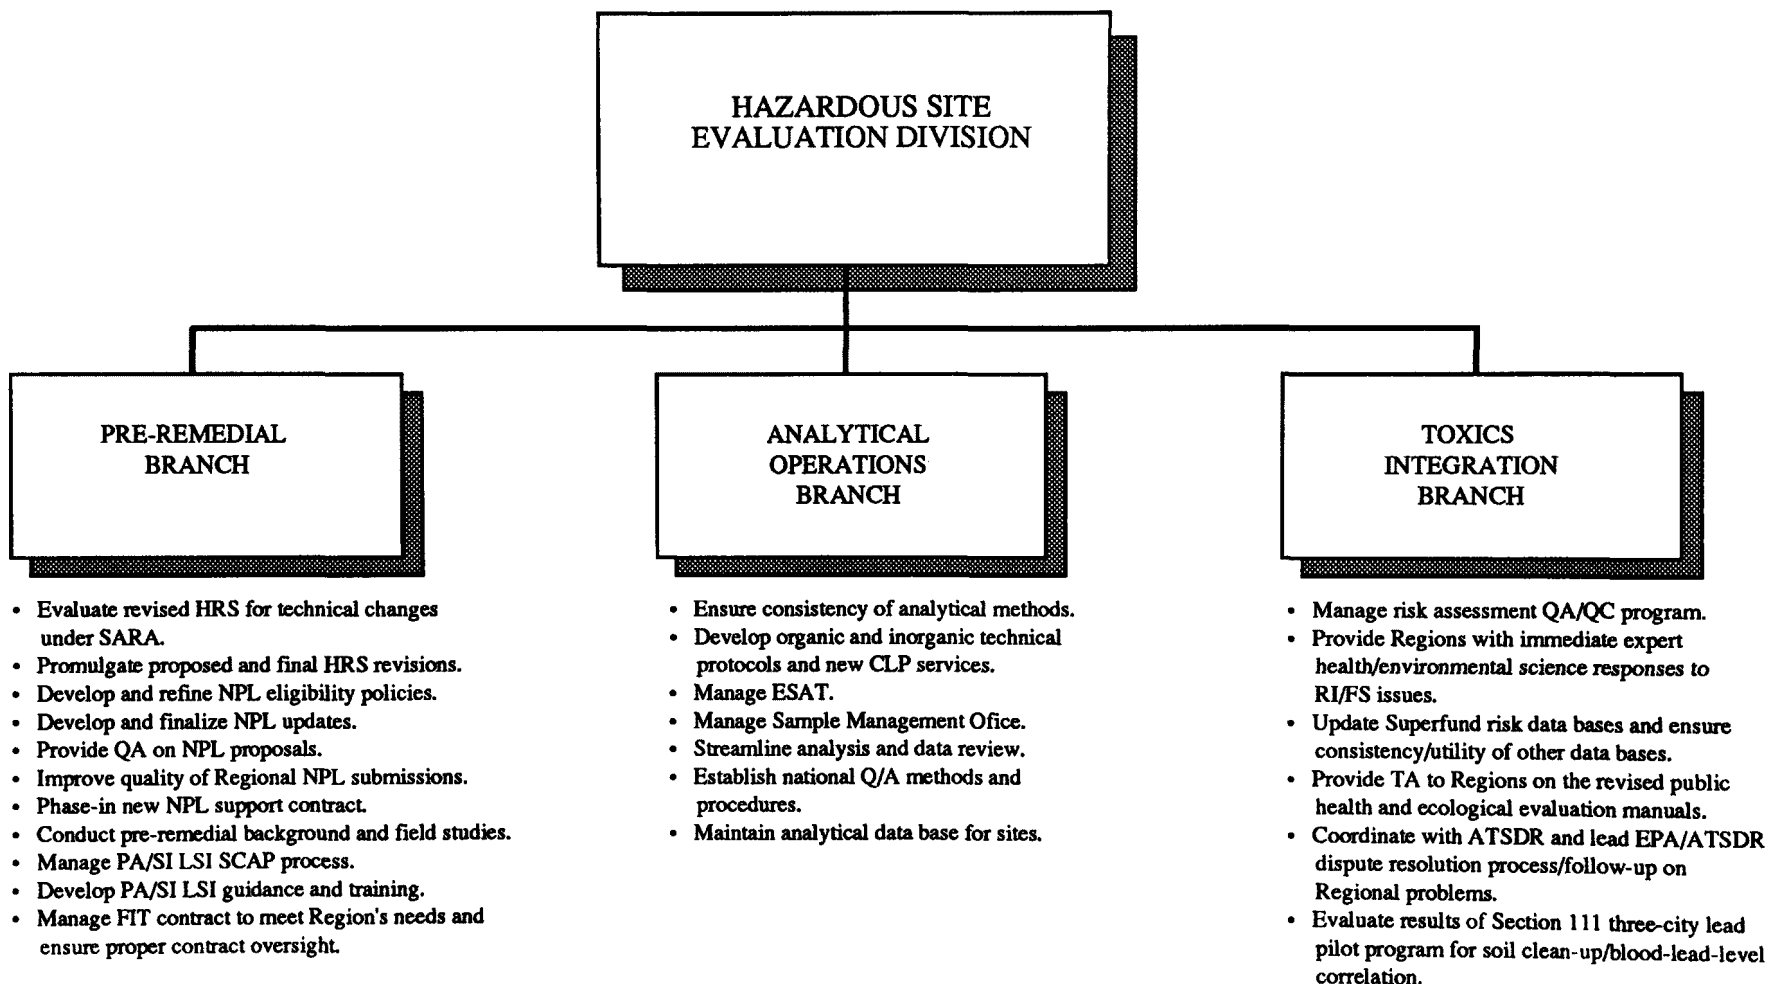 HAZARDOUS SITE
EVALUATION DIVISION
PRE-REMEDIAL
BRANCH
• Evaluate revised HRS for technical changes
under SARA.
• Promulgate proposed and final HRS revisions.
• Develop and refine NPL eligibility policies.
• Develop and finalize NPL updates.
• Provide QA on NPL proposals.
• Improve quality of Regional NPL submissions.
• Phase-in new NPL support contract.
• Conduct pre-remedial background and field studies.
• Manage PA/SI LSI SCAP process.
• Develop PA/SI LSI guidance and training.
• Manage FIT contract to meet Region's needs and
ensure proper contract oversight.
ANALYTICAL
OPERATIONS
BRANCH
• Ensure consistency of analytical methods.
• Develop organic and inorganic technical
protocols and new CLP services.
• Manage ESAT.
• Manage Sample Management Ofice.
• Streamline analysis and data review.
• Establish national Q/A methods and
procedures.
• Maintain analytical data base for sites.
TOXICS
INTEGRATION
BRANCH
• Manage risk assessment QA/QC program.
• Provide Regions with immediate expert
health/environmental science responses to
RI/FS issues.
• Update Superfund risk data bases and ensure
consistency/utility of other data bases.
• Provide TA to Regions on the revised public
health and ecological evaluation manuals.
• Coordinate with ATSDR and lead EPA/ATSDR
dispute resolution process/follow-up on
Regional problems.
• Evaluate results of Section 111 three-city lead
pilot program for soil clean-up/blood-lead-level
correlation.